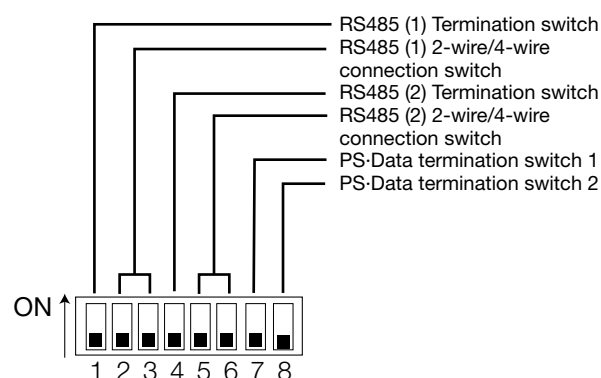 RS485 (1) Termination switch
RS485 (1) 2-wire/4-wire
connection switch
RS485 (2) Termination switch
RS485 (2) 2-wire/4-wire
connection switch
PS·Data termination switch 1
PS·Data termination switch 2
ON
1 2 3 4 5 6 7 8